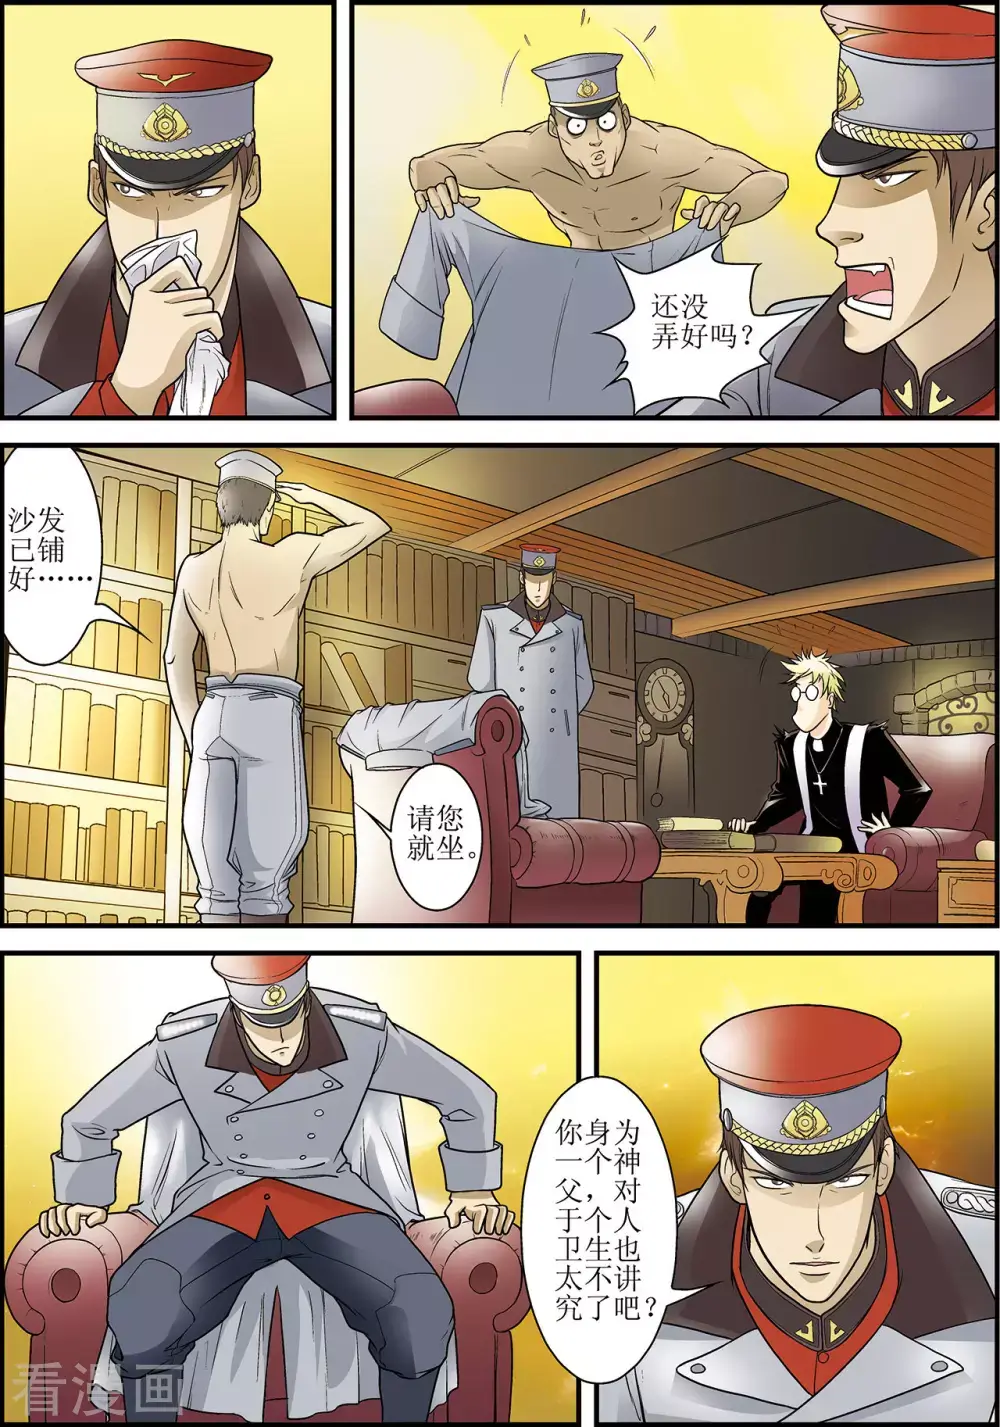 还没
弄好吗？
沙发
已铺
好……
请您
就坐。
你身为
一个神
父，对
于个人
卫生也
太不讲
究了吧？
看漫画